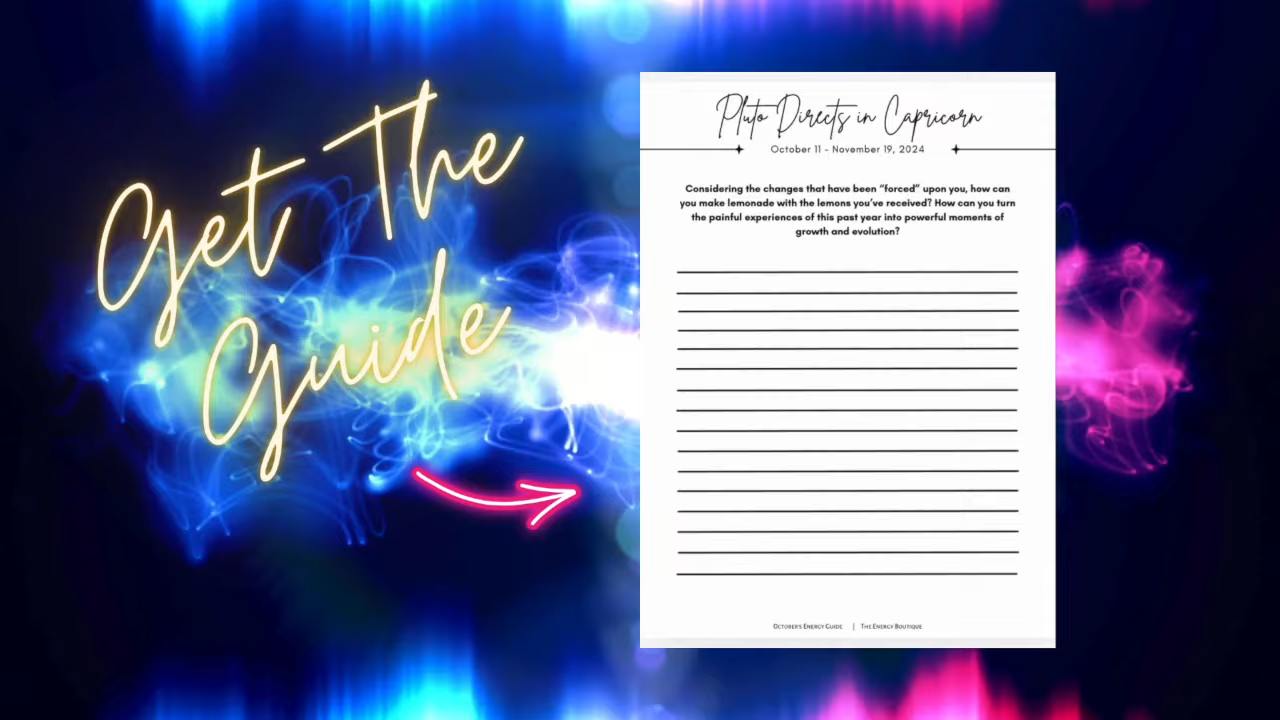 Get The
Guide
Pluto Directs in Capricorn
October 11 - November 19, 2024
Considering the changes that have been “forced” upon you, how can
you make lemonade with the lemons you’ve received? How can you turn
the painful experiences of this past year into powerful moments of
growth and evolution?
October's Energy Guide | The Energy Boutique